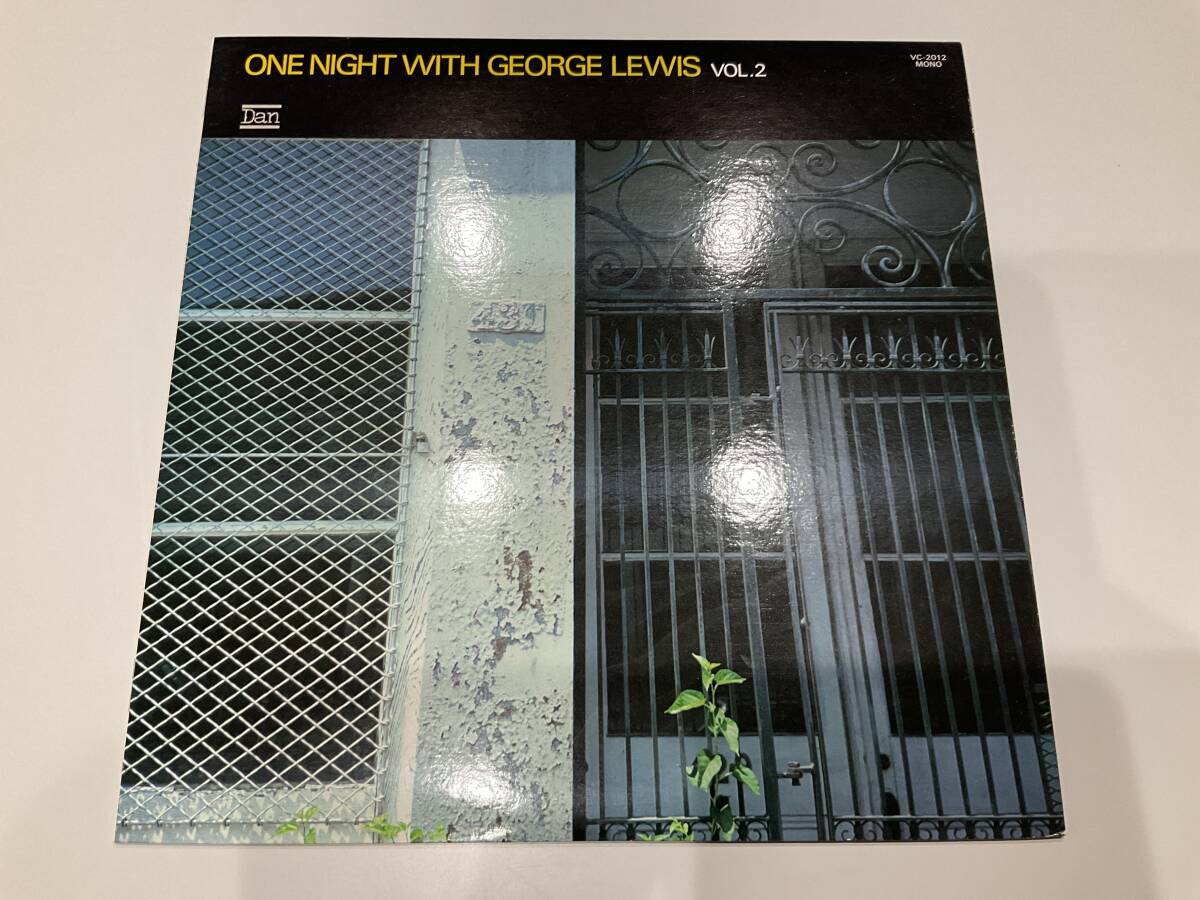 ONE NIGHT WITH GEORGE LEWIS VOL.2
VC-2012
MONO
Dan
431